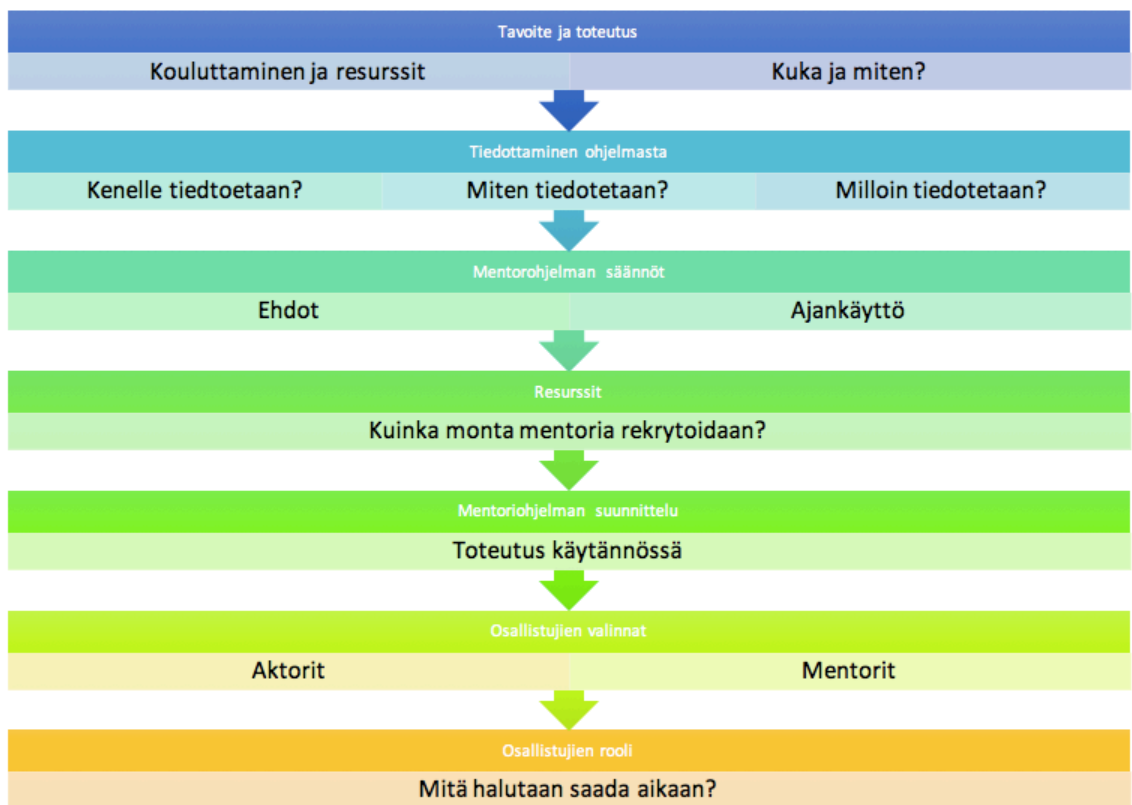 Tavoite ja toteutus
Kouluttaminen ja resurssit
Kuka ja miten?
Tiedottaminen ohjelmasta
Kenelle tiedtoetaan?
Miten tiedotetaan?
Milloin tiedotetaan?
Mentorohjelman säännöt
Ehdot
Ajankäyttö
Resurssit
Kuinka monta mentoria rekrytoidaan?
Mentoriohjelman suunnittelu
Toteutus käytännössä
Osallistujien valinnat
Aktorit
Mentorit
Osallistujien rooli
Mitä halutaan saada aikaan?